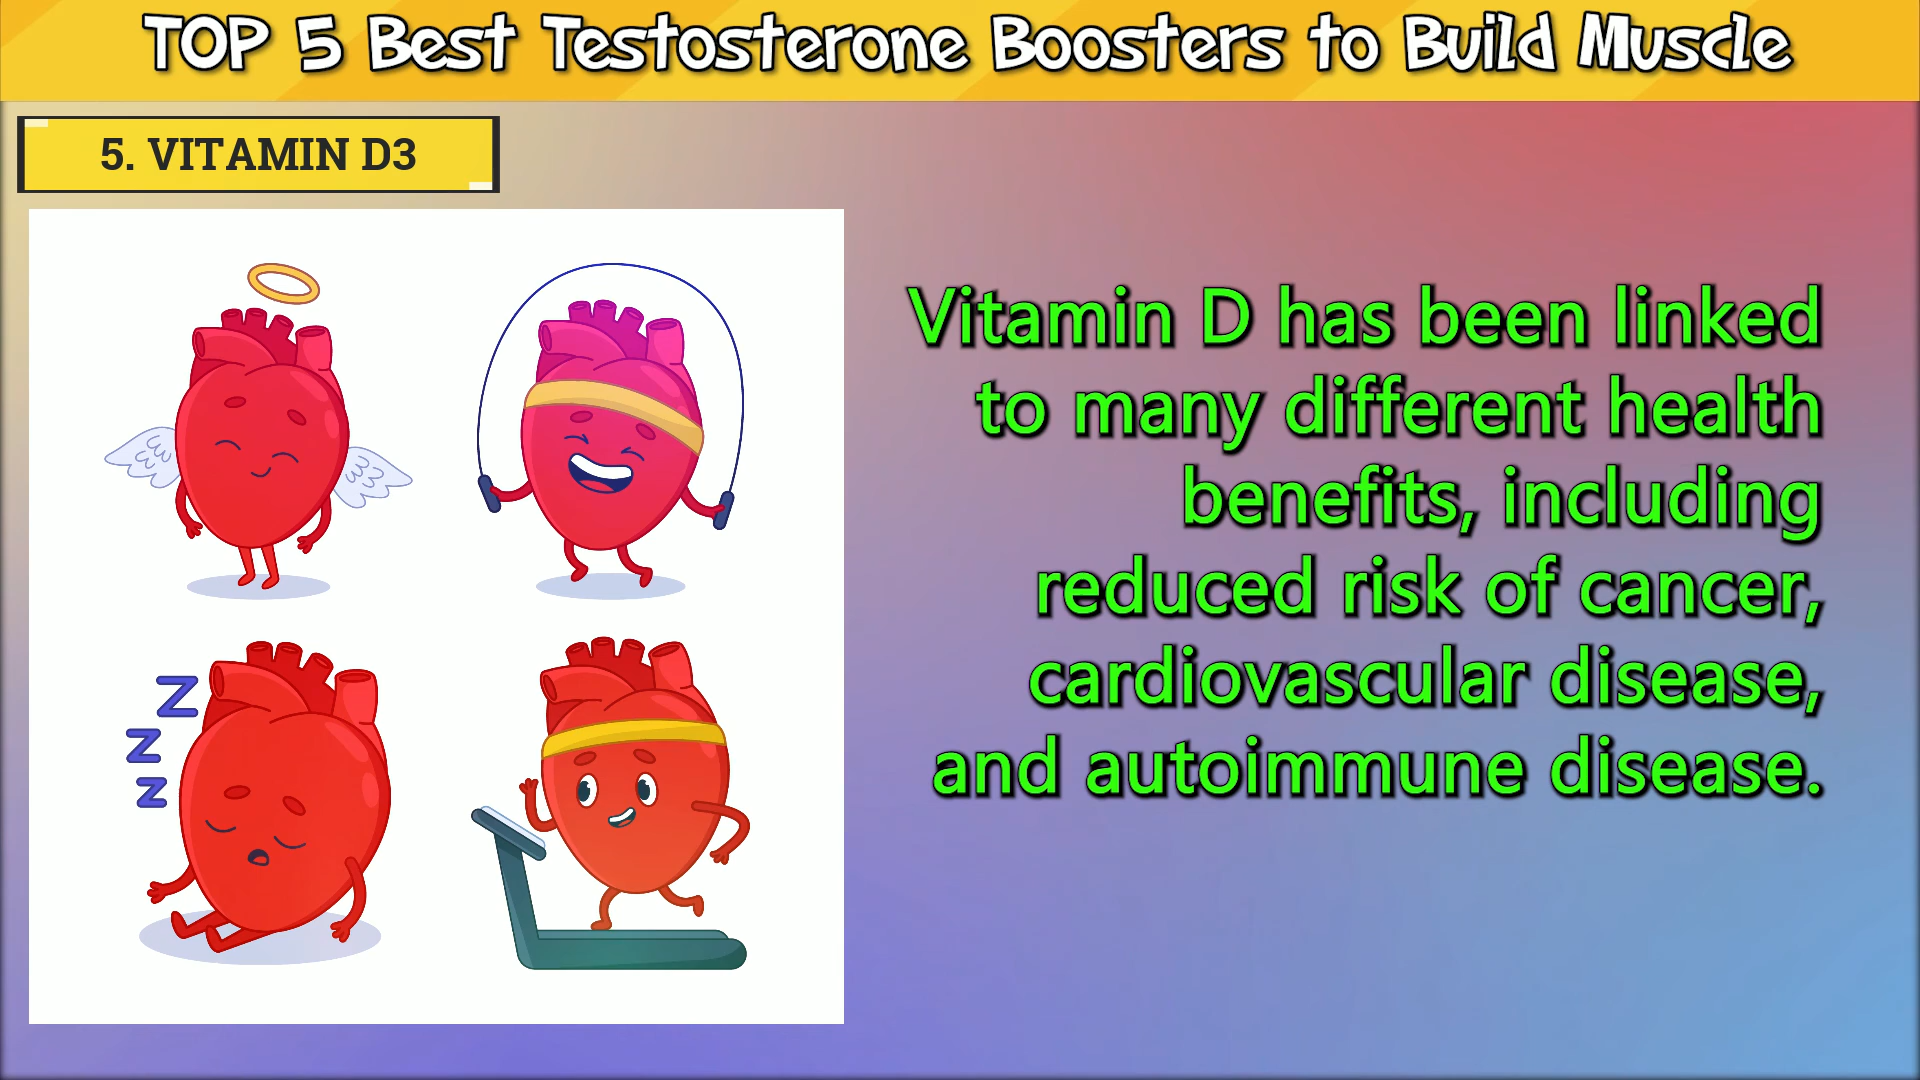 TOP 5 Best Testosterone Boosters to Build Muscle
5. VITAMIN D3
Vitamin D has been linked
to many different health
benefits, including
reduced risk of cancer,
cardiovascular disease,
and autoimmune disease.
Z
Z
Z